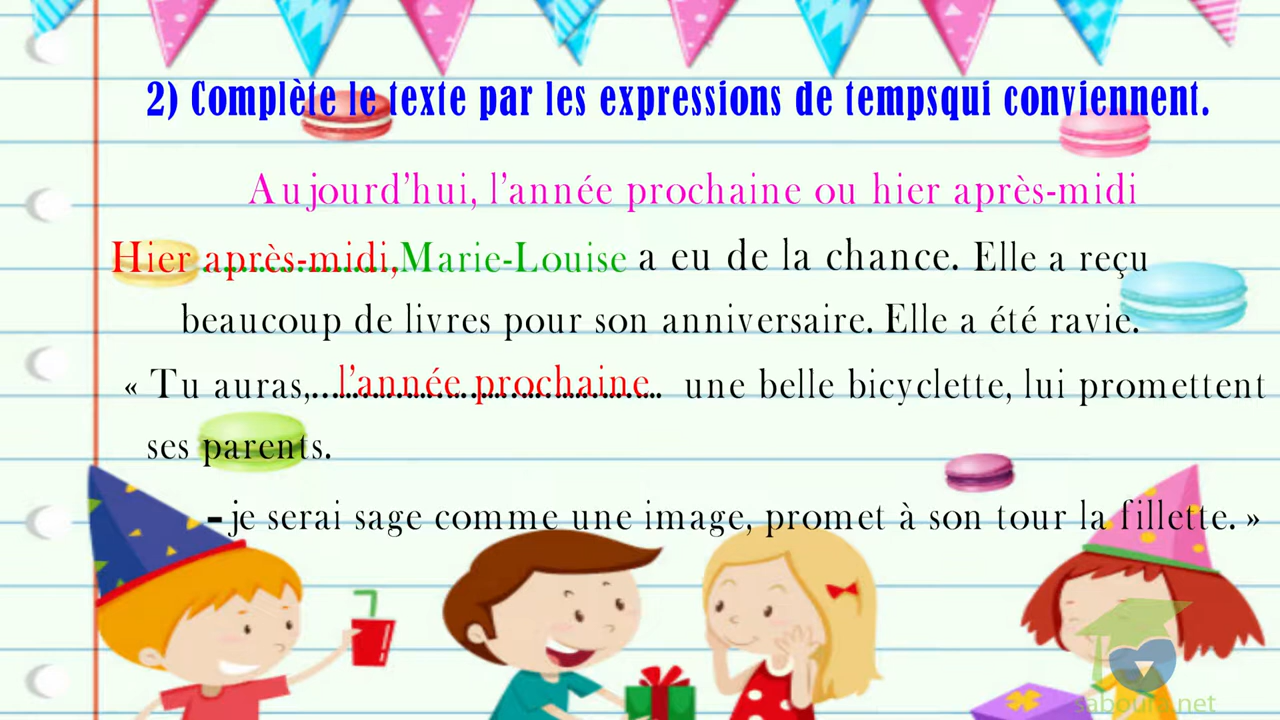 2) Complète le texte par les expressions de tempsqui conviennent.
Aujourd'hui, l'année prochaine ou hier après-midi
Hier après-midi,Marie-Louise a eu de la chance. Elle a reçu
beaucoup de livres pour son anniversaire. Elle a été ravie.
« Tu auras,...l'année prochaine... une belle bicyclette, lui promettent
ses parents.
-je serai sage comme une image, promet à son tour la fillette. »
sabours.net